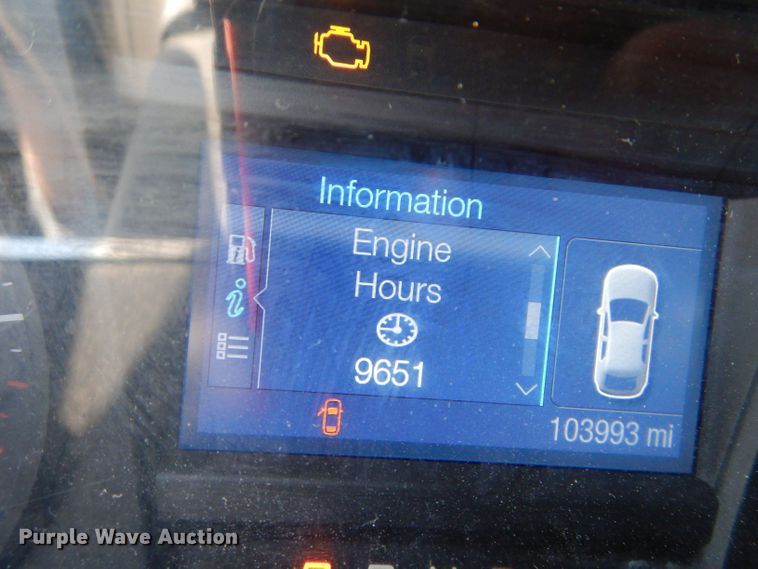 Information
Engine
Hours
9651
103993 mi
Purple Wave Auction